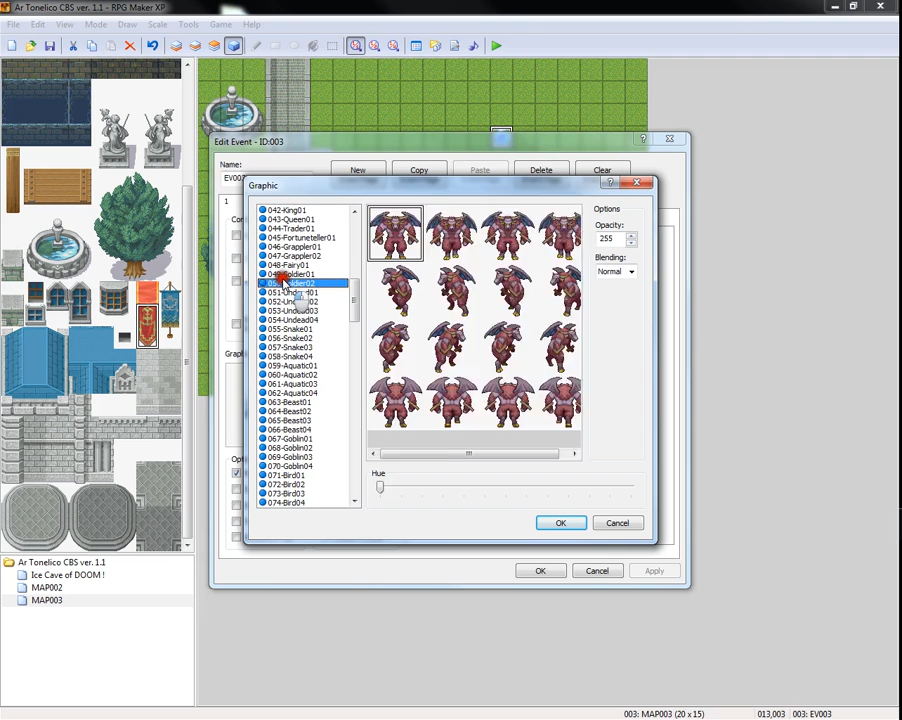 Ar Tonelico CBS ver. 1.1 - RPG Maker XP
File Edit View Mode Draw Scale Tools Game Help
Edit Event - ID:003
Name:
New Copy Paste Delete Clear
1
Graphic
042-King01
043-Queen01
044-Trader01
045-Fortuneteller01
046-Grappler01
047-Grappler02
048-Fairy01
053-Undead03
054-Undead04
055-Snake01
056-Snake02
057-Snake03
058-Snake04
059-Aquatic01
060-Aquatic02
061-Aquatic03
062-Aquatic04
063-Beast01
064-Beast02
065-Beast03
066-Beast04
067-Goblin01
068-Goblin02
069-Goblin03
070-Goblin04
071-Bird01
072-Bird02
073-Bird03
074-Bird04
Options
Opacity:
255
Blending:
Normal
Hue
OK Cancel
OK Cancel Apply
Ar Tonelico CBS ver. 1.1
Ice Cave of DOOM !
MAP002
MAP003
003: MAP003 (20 x 15) 013,003 003: EV003